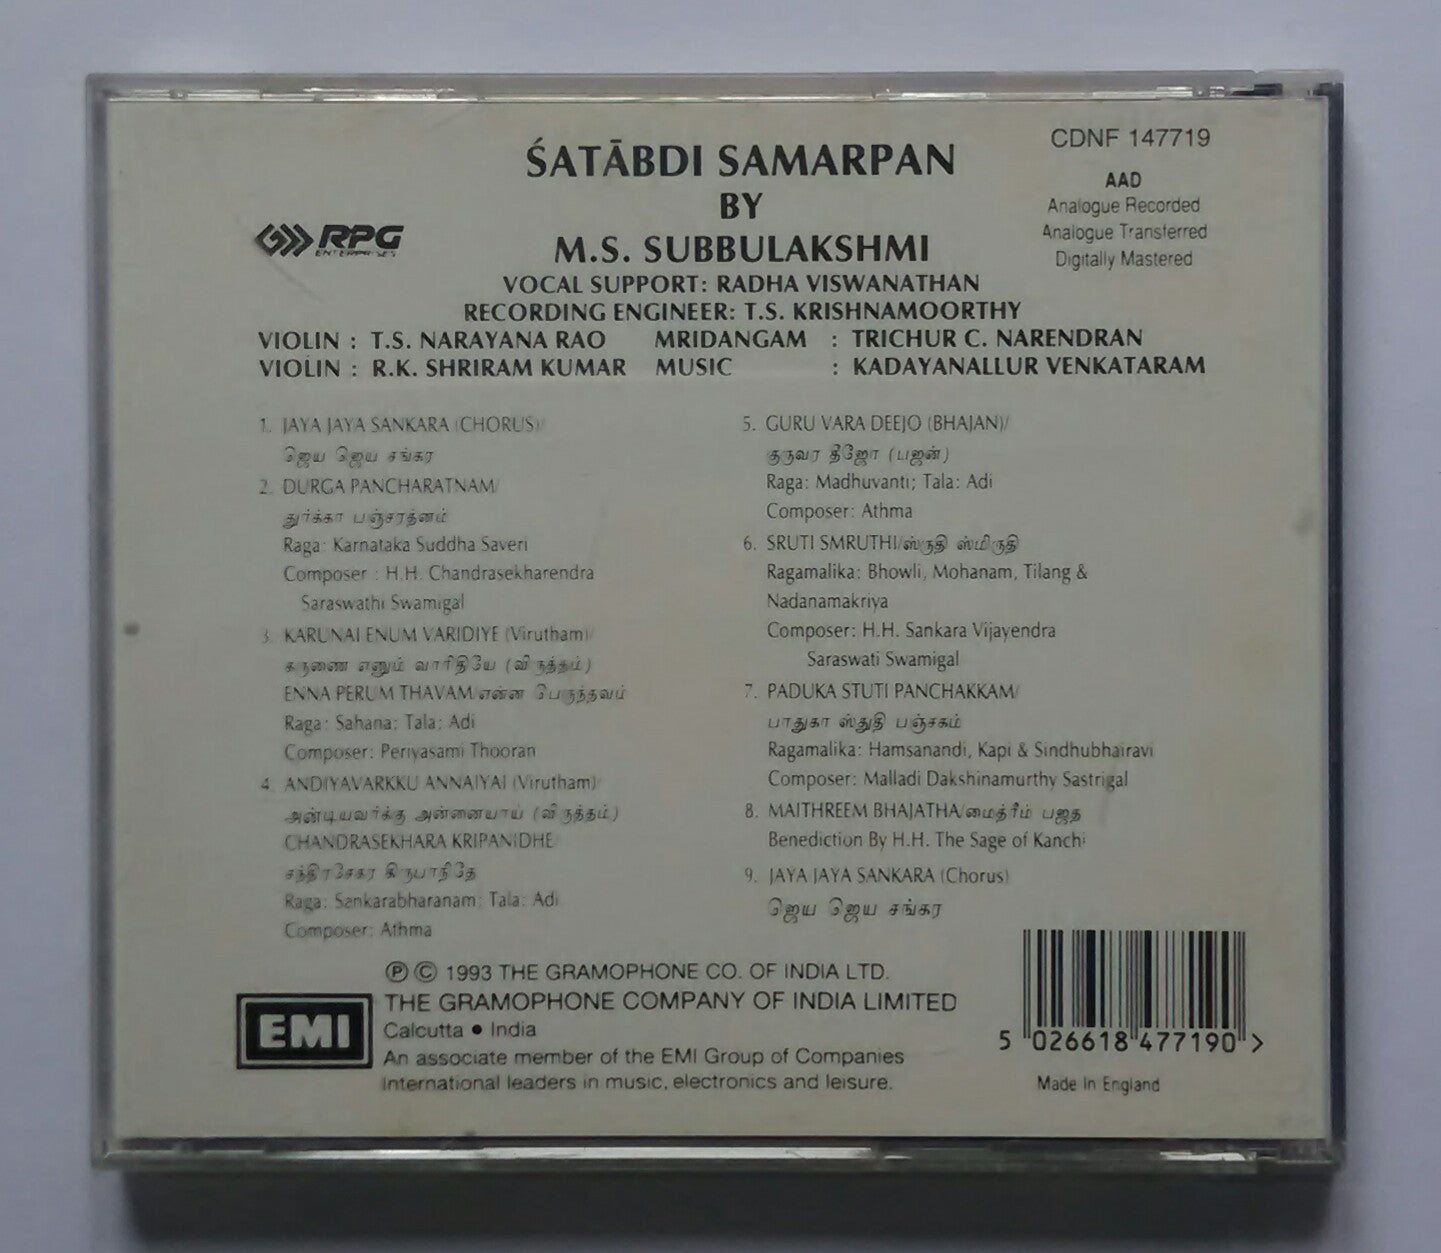 CDNF 147719
ŚATĀBDI SAMARPAN
BY
M.S. SUBBULAKSHMI
AAD
Analogue Recorded
Analogue Transferred
Digitally Mastered
RPG
ENTERPRISES
VOCAL SUPPORT: RADHA VISWANATHAN
RECORDING ENGINEER: T.S. KRISHNAMOORTHY
VIOLIN : T.S. NARAYANA RAO MRIDANGAM : TRICHUR C. NARENDRAN
VIOLIN : R.K. SHRIRAM KUMAR MUSIC : KADAYANALLUR VENKATARAM
1. JAYA JAYA SANKARA (CHORUS)/
ஜெய ஜெய சங்கர
2. DURGA PANCHARATNAM/
துர்க்கா பஞ்சரத்னம்
Raga: Karnataka Suddha Saveri
Composer : H.H. Chandrasekharendra
Saraswathi Swamigal
3. KARUNAI ENUM VARIDIYE (Virutham)/
கருணை எனும் வாரிதியே (விருத்தம்)
ENNA PERUM THAVAM/என்ன பேருந்தவம்
Raga: Sahana: Tala: Adi
Composer: Periyasami Thooran
4. ANDIYAVARKKU ANNAIYAI (Virutham)/
அண்டியவர்க்கு அன்னையாய் (விருத்தம்)
CHANDRASEKHARA KRIPANIDHE/
சந்திரசேகர கிருபாநிதே
Raga: Sankarabharanam: Tala: Adi
Composer: Athma
5. GURU VARA DEEJO (BHAJAN)/
குருவர தீஜோ (பஜன்)
Raga: Madhuvanti; Tala: Adi
Composer: Athma
6. SRUTI SMRUTHI/ஸ்ருதி ஸ்மிருதி
Ragamalika: Bhowli, Mohanam, Tilang &
Nadanamakriya
Composer: H.H. Sankara Vijayendra
Saraswati Swamigal
7. PADUKA STUTI PANCHAKKAM/
பாதுகா ஸ்துதி பஞ்சகம்
Ragamalika: Hamsanandi, Kapi & Sindhubhairavi
Composer: Malladi Dakshinamurthy Sastrigal
8. MAITHREEM BHAJATHA/மைத்ரீம் பஜத
Benediction By H.H. The Sage of Kanchi
9. JAYA JAYA SANKARA (Chorus)
ஜெய ஜெய சங்கர
Ⓟ © 1993 THE GRAMOPHONE CO. OF INDIA LTD.
EMI
THE GRAMOPHONE COMPANY OF INDIA LIMITED
Calcutta • India
An associate member of the EMI Group of Companies
International leaders in music, electronics and leisure.
5 026618 477190 >
Made in England